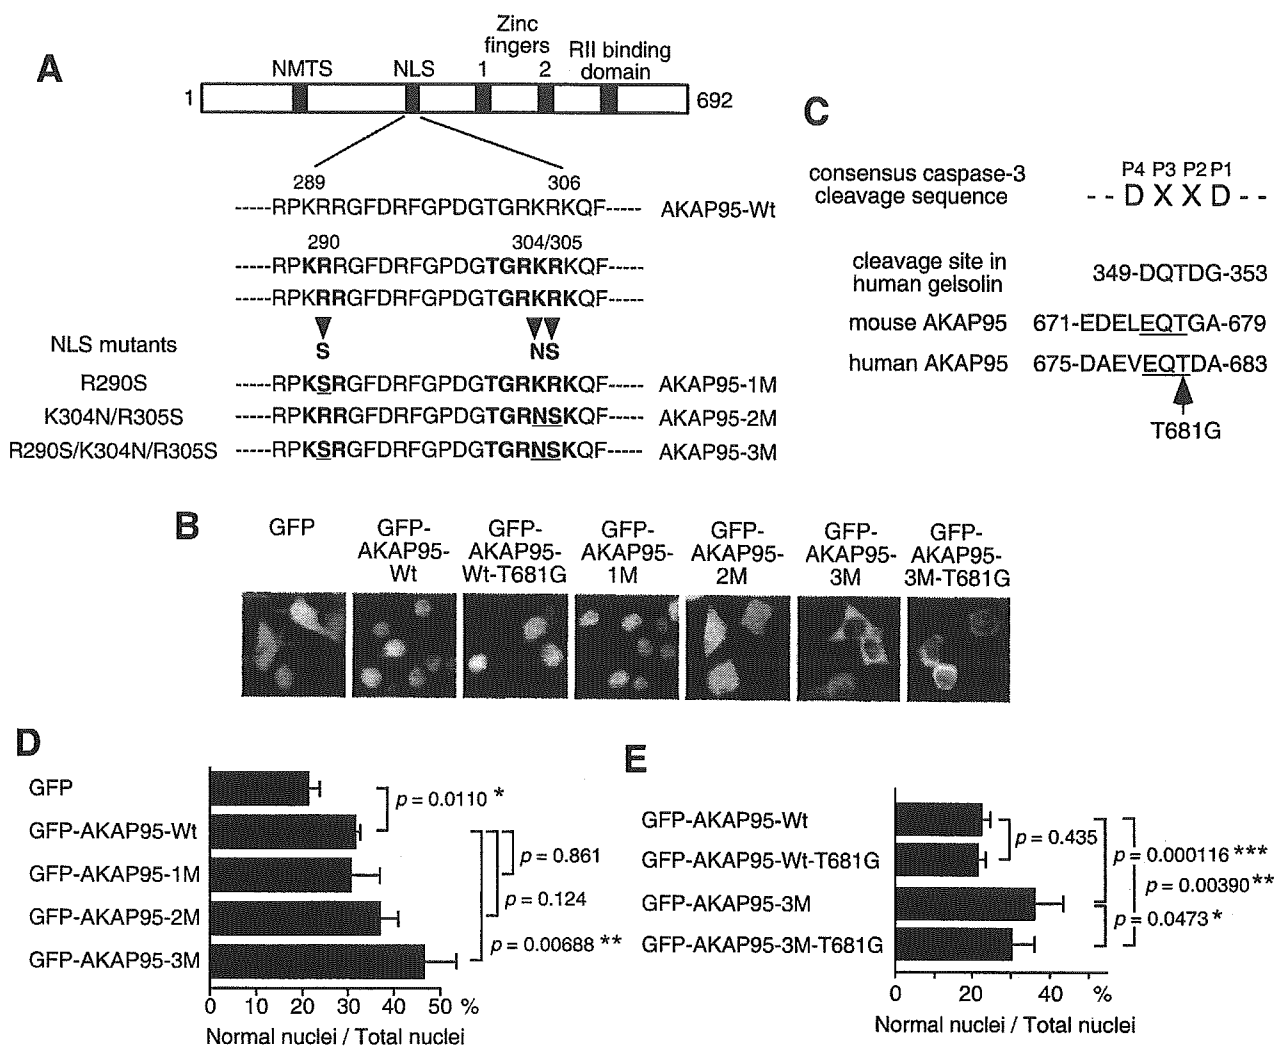 A
Zinc
fingers
NMTS NLS 1 2 RII binding
domain
1 692
289 306
-----RPKRRGFDRFGPDGTGRKRKQF----- AKAP95-Wt
290 304/305
-----RPKRRGFDRFGPDGTGRKRKQF-----
-----RPKRRGFDRFGPDGTGRKRKQF-----
NLS mutants S NS
R290S -----RPKSRGFDRFGPDGTGRKRKQF----- AKAP95-1M
K304N/R305S -----RPKRRGFDRFGPDGTGRNSKQF----- AKAP95-2M
R290S/K304N/R305S -----RPKSRGFDRFGPDGTGRNSKQF----- AKAP95-3M
C
P4 P3 P2 P1
consensus caspase-3
cleavage sequence - - D X X D - -
cleavage site in
human gelsolin 349-DQTDG-353
mouse AKAP95 671-EDELEQTGA-679
human AKAP95 675-DAEVEQTDA-683
T681G
B
GFP
GFP-
AKAP95-
Wt
GFP-
AKAP95-
Wt-T681G
GFP-
AKAP95-
1M
GFP-
AKAP95-
2M
GFP-
AKAP95-
3M
GFP-
AKAP95-
3M-T681G
D
GFP
GFP-AKAP95-Wt
GFP-AKAP95-1M
GFP-AKAP95-2M
GFP-AKAP95-3M
p = 0.0110 *
p = 0.861
p = 0.124
p = 0.00688 **
0 10 20 30 40 50 %
Normal nuclei / Total nuclei
E
GFP-AKAP95-Wt
GFP-AKAP95-Wt-T681G
GFP-AKAP95-3M
GFP-AKAP95-3M-T681G
p = 0.435
p = 0.000116 ***
p = 0.00390 **
p = 0.0473 *
0 20 40 %
Normal nuclei / Total nuclei